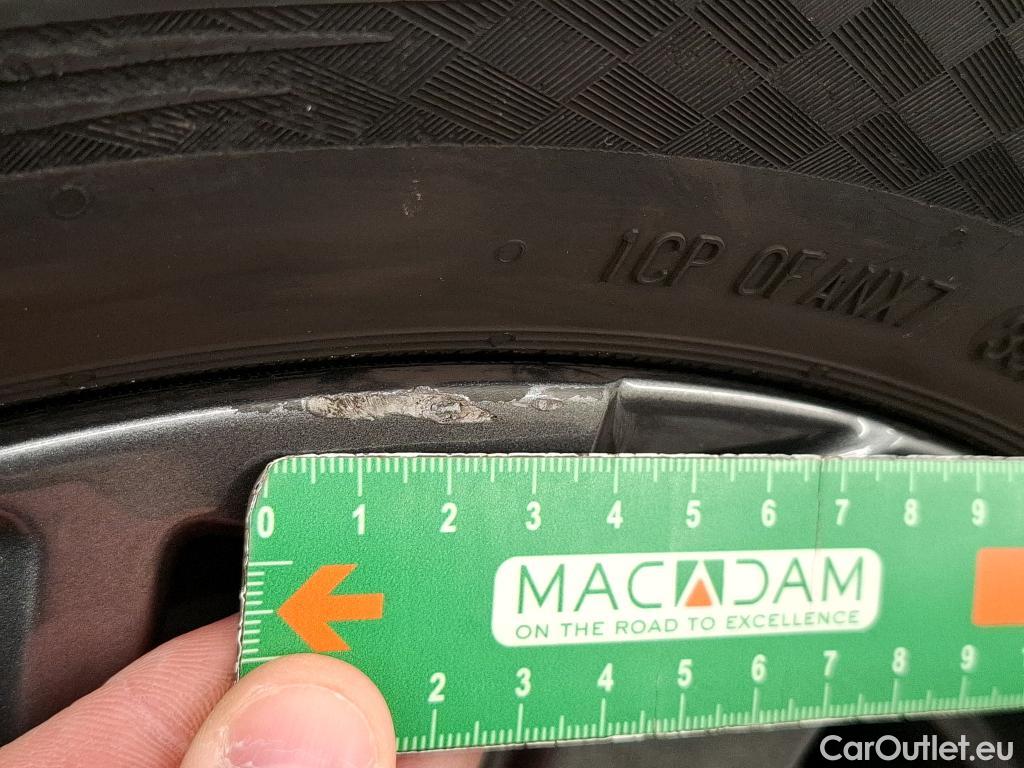 1CP 0FANX7
0 1 2 3 4 5 6 7 8 9
MACADAM
ON THE ROAD TO EXCELLENCE
2 3 4 5 6 7 8 9
CarOutlet.eu